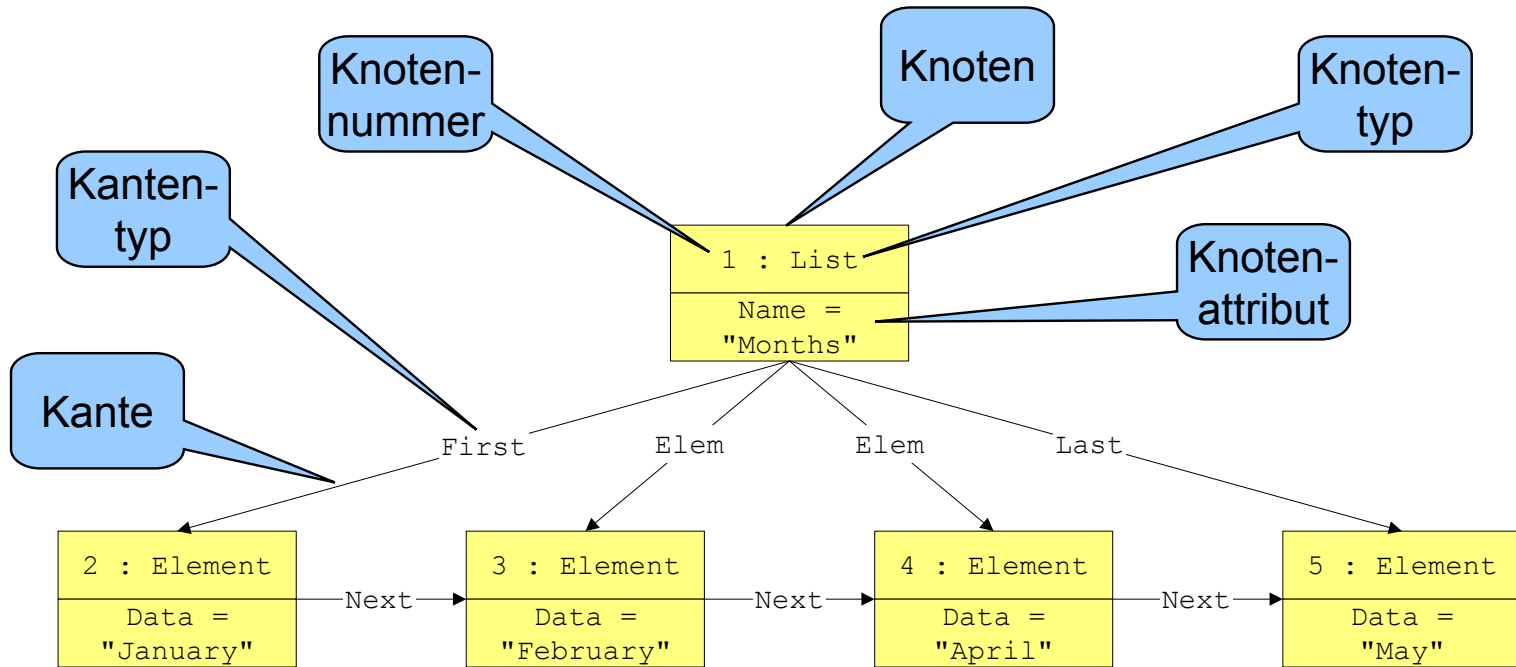 Knoten-
nummer
Knoten
Knoten-
typ
Kanten-
typ
1 : List
Name =
"Months"
Knoten-
attribut
Kante
First
Elem
Elem
Last
2 : Element
Data =
"January"
Next
3 : Element
Data =
"February"
Next
4 : Element
Data =
"April"
Next
5 : Element
Data =
"May"